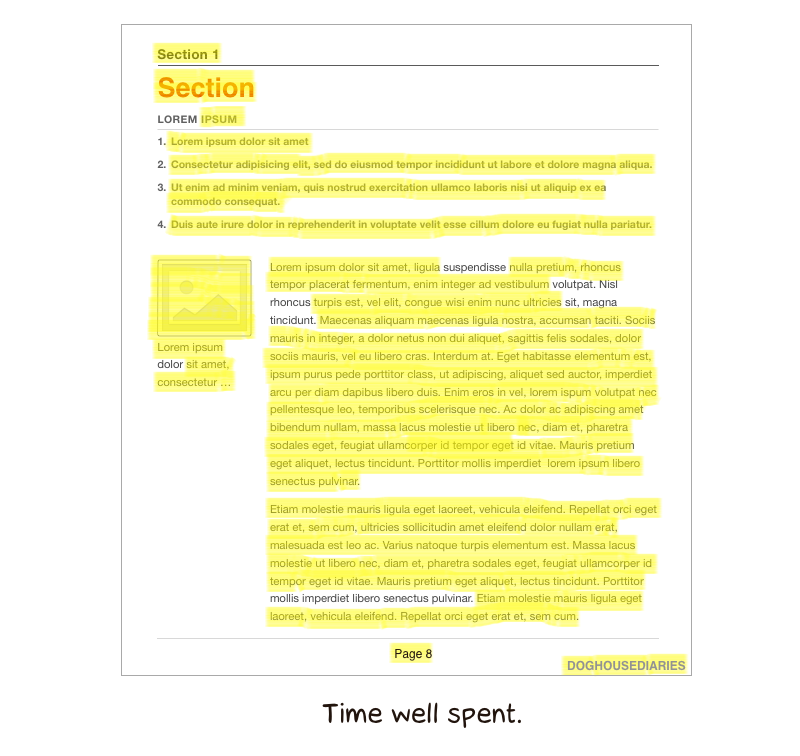 Section 1
Section
LOREM IPSUM
1. Lorem ipsum dolor sit amet
2. Consectetur adipisicing elit, sed do eiusmod tempor incididunt ut labore et dolore magna aliqua.
3. Ut enim ad minim veniam, quis nostrud exercitation ullamco laboris nisi ut aliquip ex ea
commodo consequat.
4. Duis aute irure dolor in reprehenderit in voluptate velit esse cillum dolore eu fugiat nulla pariatur.
Lorem ipsum
dolor sit amet,
consectetur …
Lorem ipsum dolor sit amet, ligula suspendisse nulla pretium, rhoncus
tempor placerat fermentum, enim integer ad vestibulum volutpat. Nisl
rhoncus turpis est, vel elit, congue wisi enim nunc ultricies sit, magna
tincidunt. Maecenas aliquam maecenas ligula nostra, accumsan taciti. Sociis
mauris in integer, a dolor netus non dui aliquet, sagittis felis sodales, dolor
sociis mauris, vel eu libero cras. Interdum at. Eget habitasse elementum est,
ipsum purus pede porttitor class, ut adipiscing, aliquet sed auctor, imperdiet
arcu per diam dapibus libero duis. Enim eros in vel, lorem ispum volutpat nec
pellentesque leo, temporibus scelerisque nec. Ac dolor ac adipiscing amet
bibendum nullam, massa lacus molestie ut libero nec, diam et, pharetra
sodales eget, feugiat ullamcorper id tempor eget id vitae. Mauris pretium
eget aliquet, lectus tincidunt. Porttitor mollis imperdiet lorem ipsum libero
senectus pulvinar.
Etiam molestie mauris ligula eget laoreet, vehicula eleifend. Repellat orci eget
erat et, sem cum, ultricies sollicitudin amet eleifend dolor nullam erat,
malesuada est leo ac. Varius natoque turpis elementum est. Massa lacus
molestie ut libero nec, diam et, pharetra sodales eget, feugiat ullamcorper id
tempor eget id vitae. Mauris pretium eget aliquet, lectus tincidunt. Porttitor
mollis imperdiet libero senectus pulvinar. Etiam molestie mauris ligula eget
laoreet, vehicula eleifend. Repellat orci eget erat et, sem cum.
Page 8
DOGHOUSEDIARIES
Time well spent.